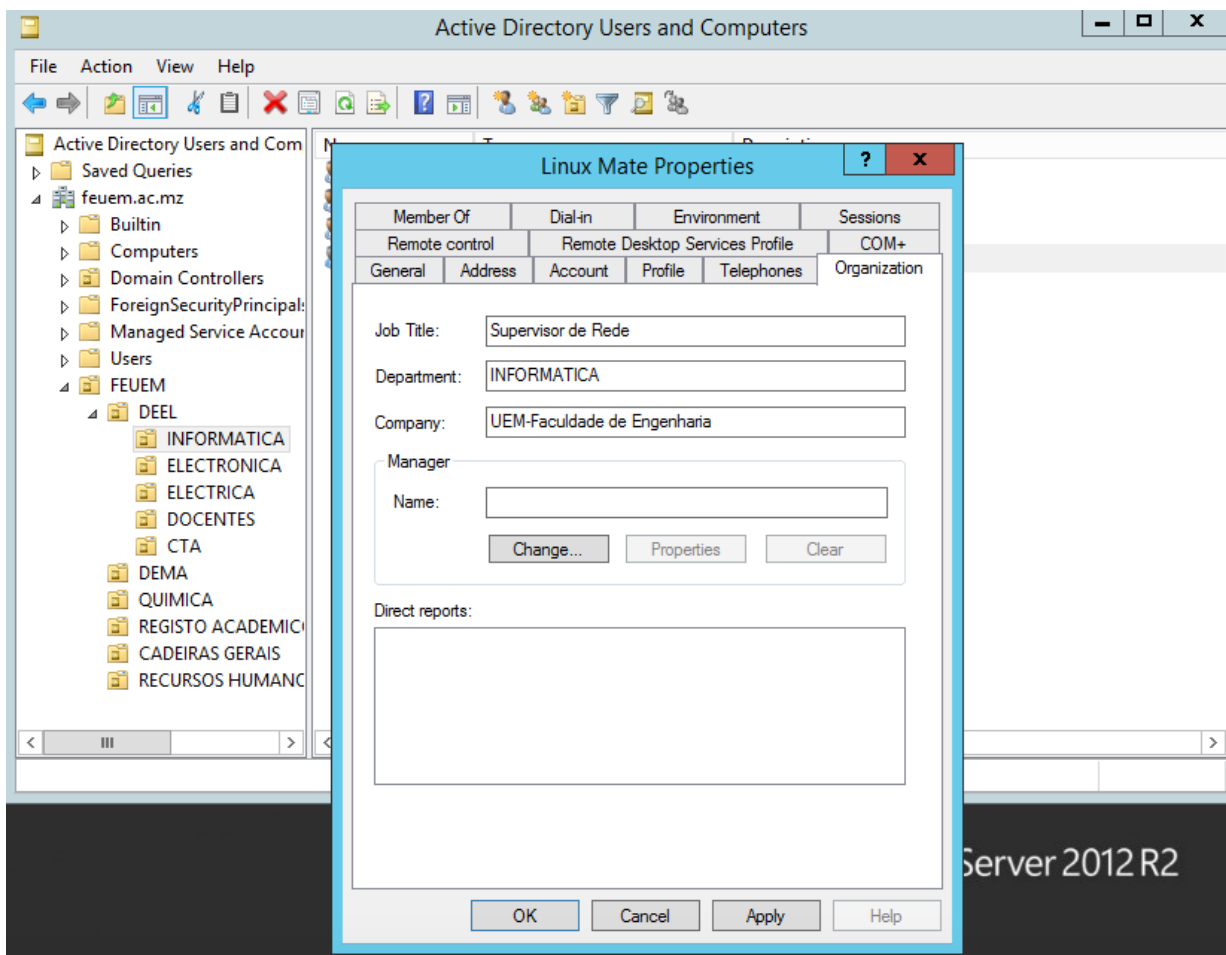 Active Directory Users and Computers
File Action View Help
Active Directory Users and Com
Saved Queries
feuem.ac.mz
Builtin
Computers
Domain Controllers
ForeignSecurityPrincipals
Managed Service Accour
Users
FEUEM
DEEL
INFORMATICA
ELECTRONICA
ELECTRICA
DOCENTES
CTA
DEMA
QUIMICA
REGISTO ACADEMIC
CADEIRAS GERAIS
RECURSOS HUMANC
Linux Mate Properties
? x
Member Of Dial-in Environment Sessions
Remote control Remote Desktop Services Profile COM+
General Address Account Profile Telephones Organization
Job Title: Supervisor de Rede
Department: INFORMATICA
Company: UEM-Faculdade de Engenharia
Manager
Name:
Change... Properties Clear
Direct reports:
OK Cancel Apply Help
Server 2012 R2